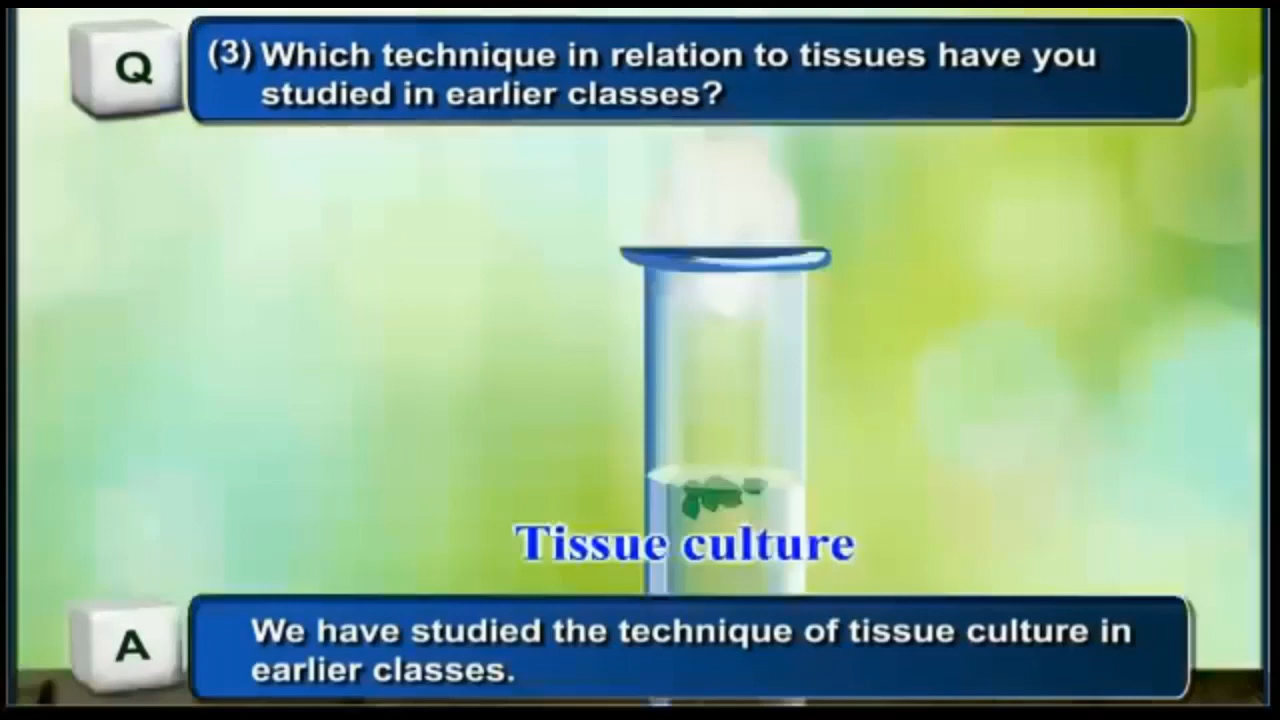 Q
(3) Which technique in relation to tissues have you
studied in earlier classes?
Tissue culture
A
We have studied the technique of tissue culture in
earlier classes.